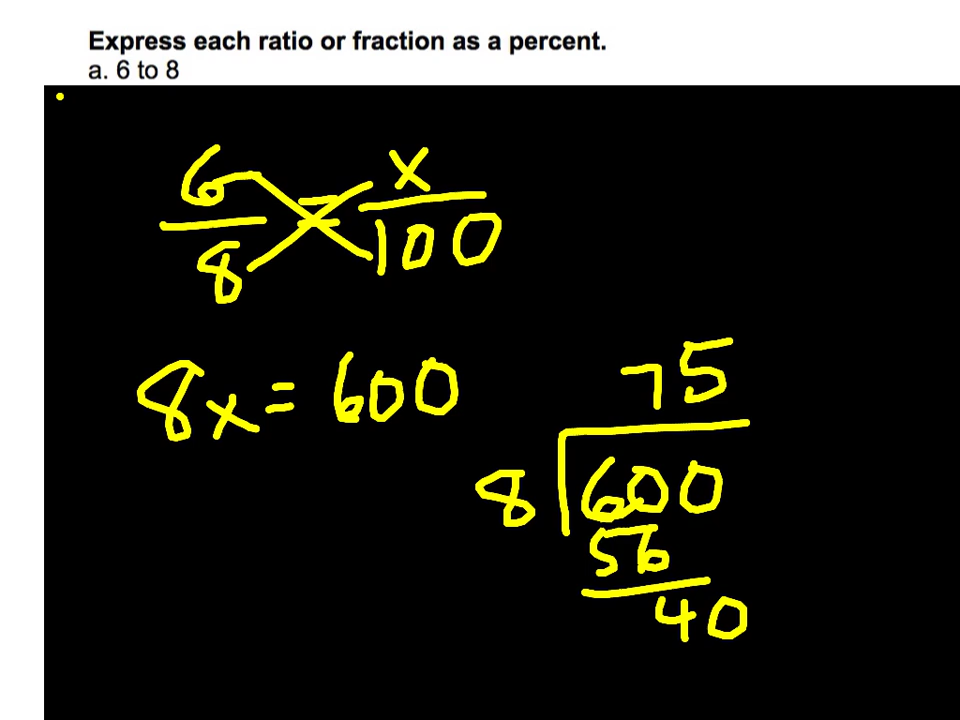 Express each ratio or fraction as a percent.
a. 6 to 8
6 = x
8 100
8x = 600
75
8 600
56
40